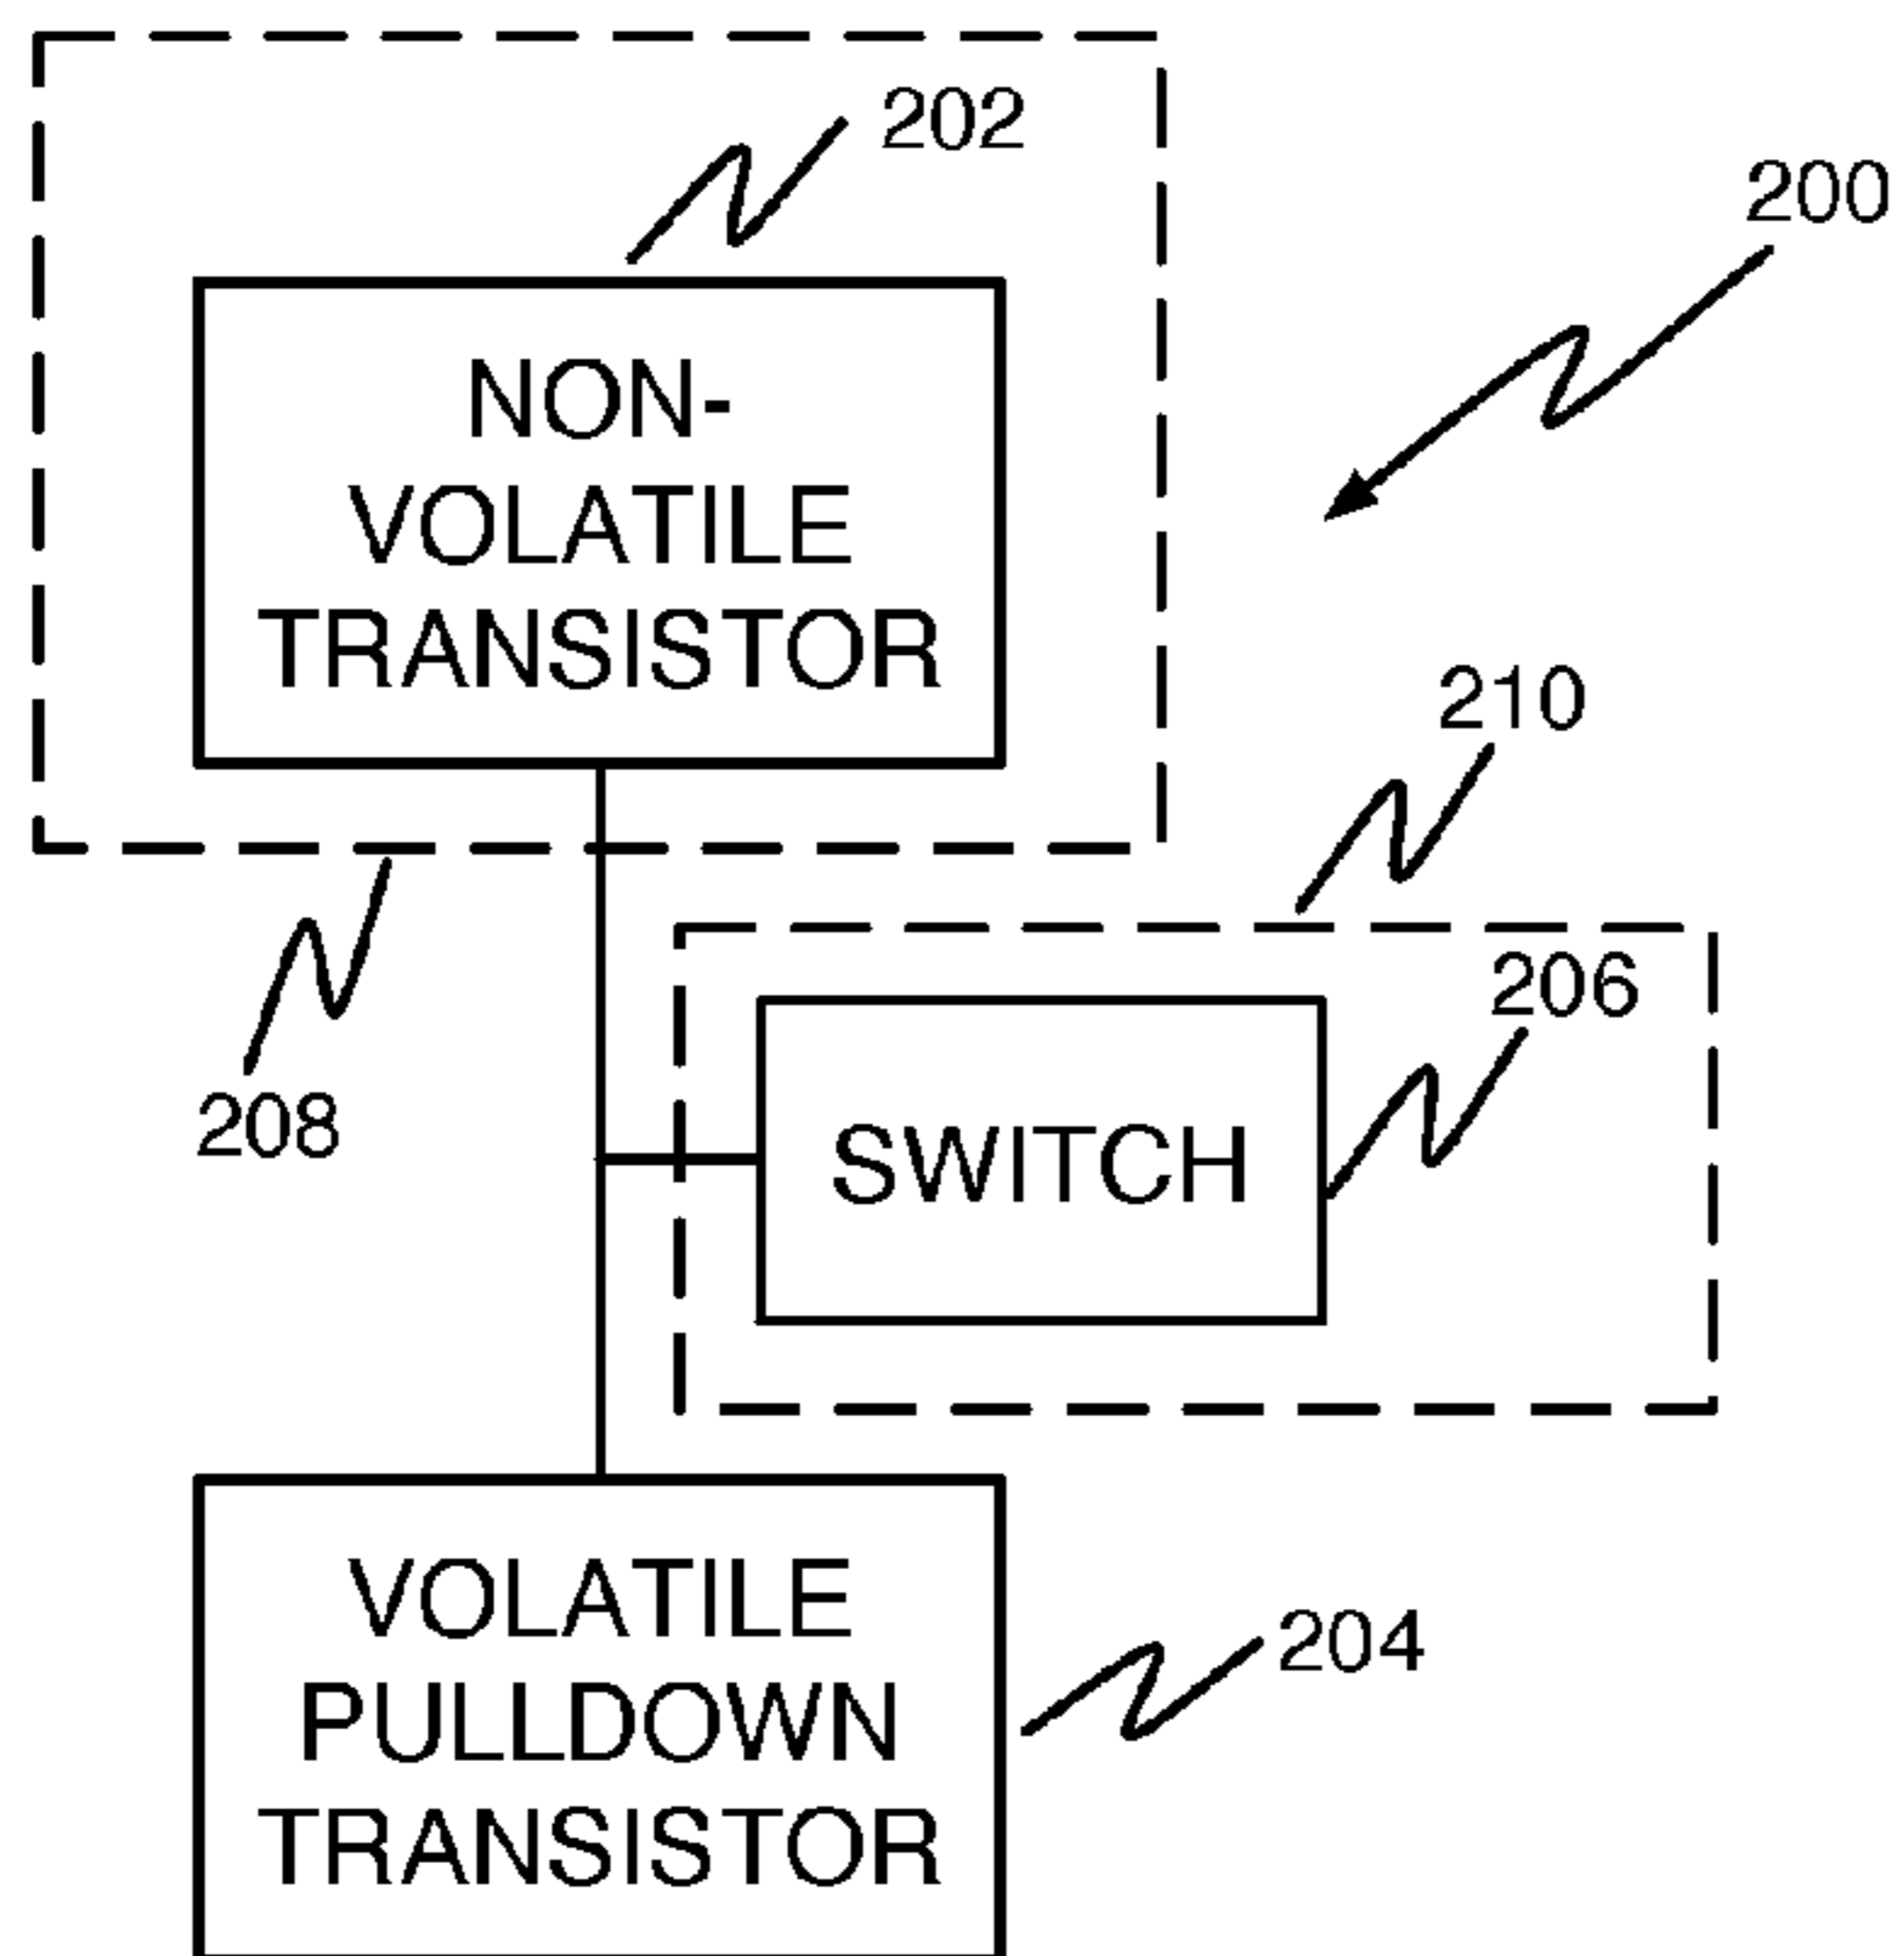 202
200
NON-
VOLATILE
TRANSISTOR
210
206
208
SWITCH
VOLATILE
PULLDOWN
TRANSISTOR
204